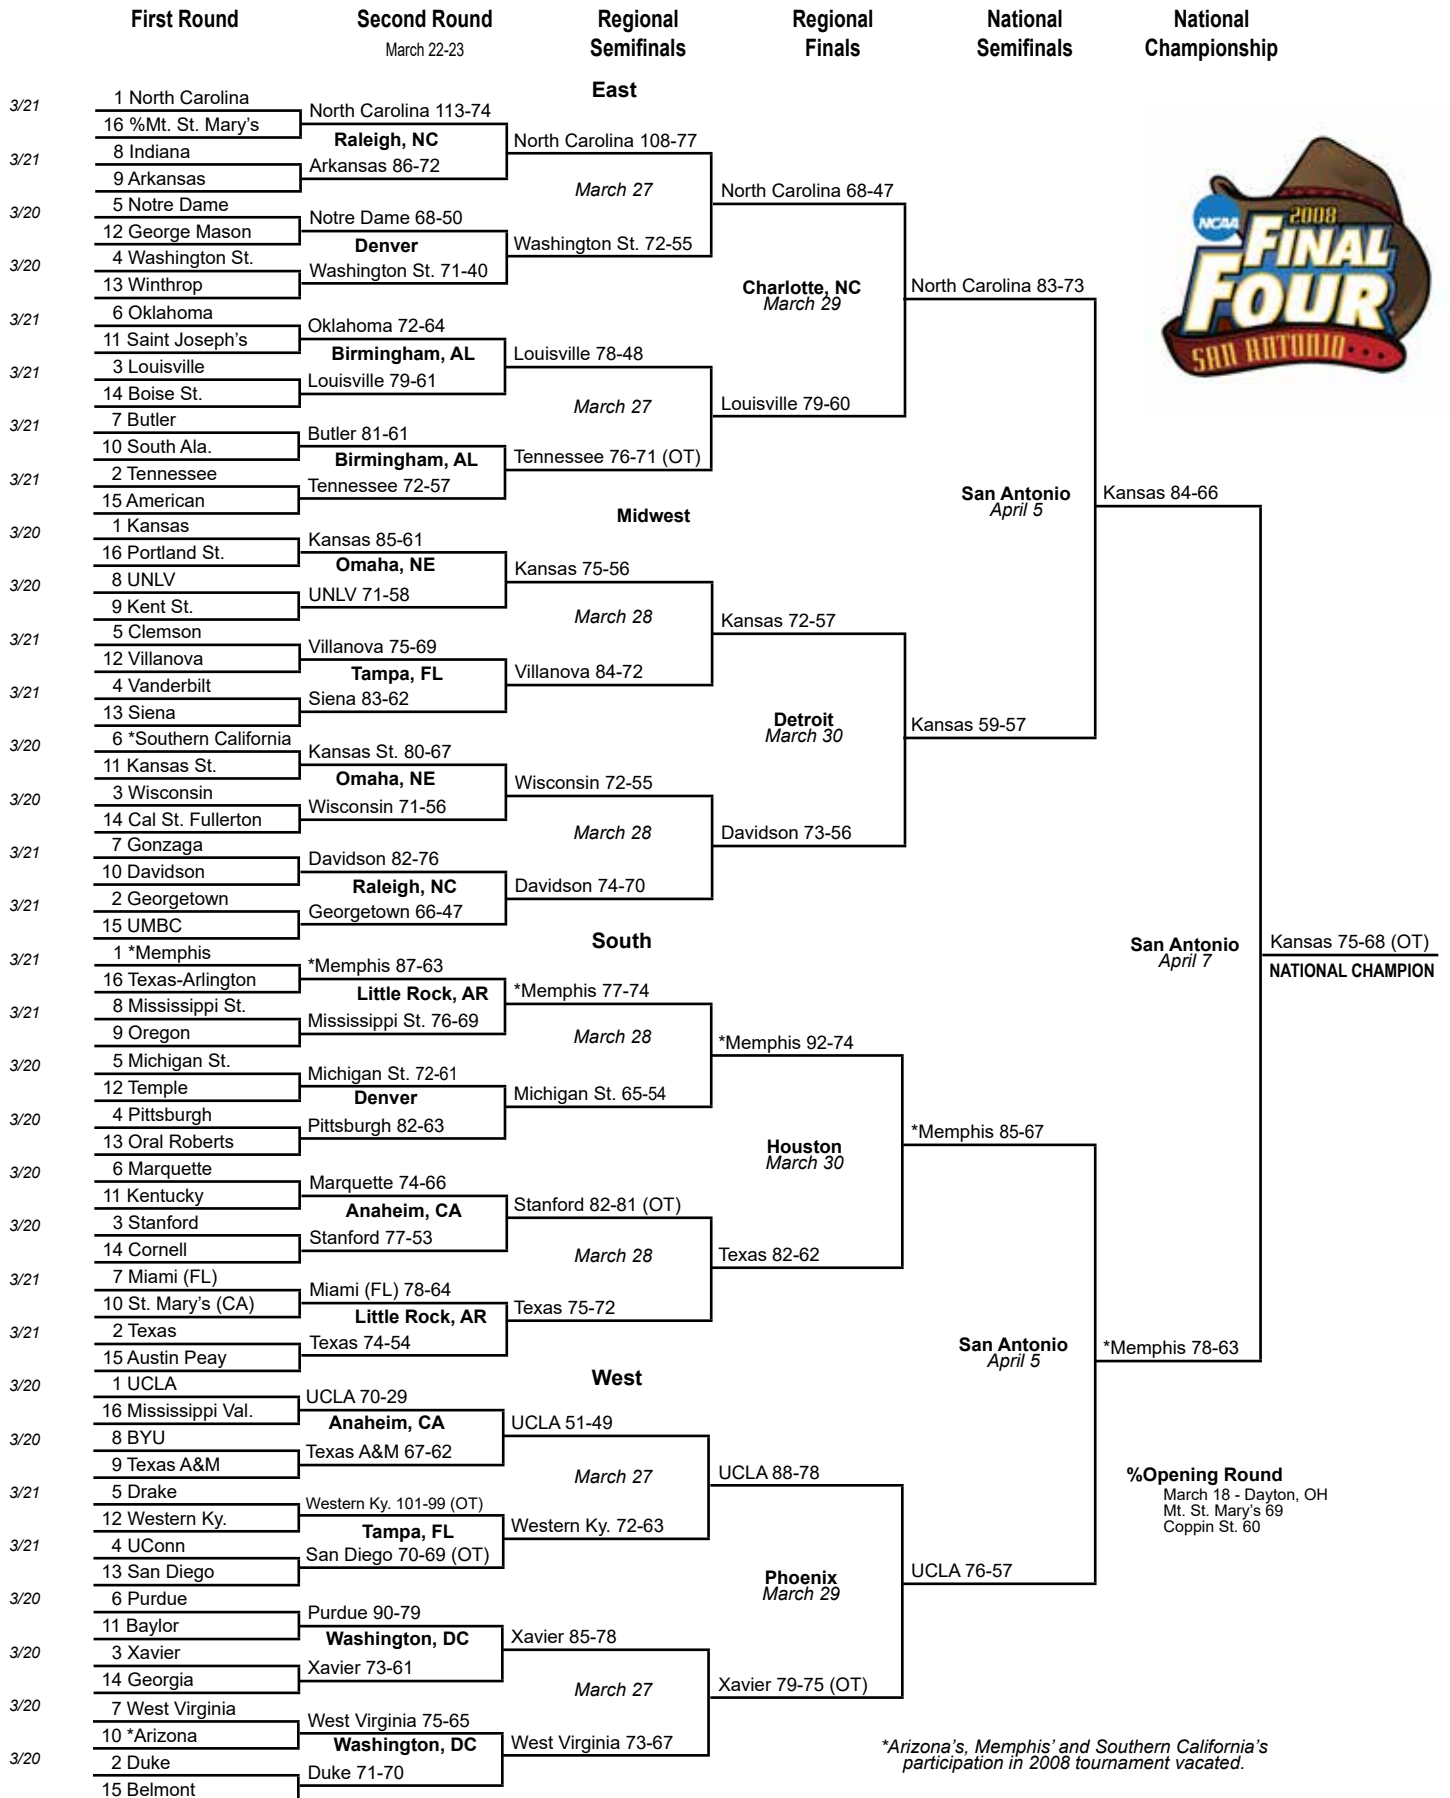 First Round
Second Round
March 22-23
Regional
Semifinals
Regional
Finals
National
Semifinals
National
Championship
East
3/21
1 North Carolina
16 %Mt. St. Mary's
3/21
8 Indiana
9 Arkansas
3/20
5 Notre Dame
12 George Mason
3/20
4 Washington St.
13 Winthrop
3/21
6 Oklahoma
11 Saint Joseph's
3/21
3 Louisville
14 Boise St.
3/21
7 Butler
10 South Ala.
3/21
2 Tennessee
15 American
North Carolina 113-74
Raleigh, NC
Arkansas 86-72
Notre Dame 68-50
Denver
Washington St. 71-40
Oklahoma 72-64
Birmingham, AL
Louisville 79-61
Butler 81-61
Birmingham, AL
Tennessee 72-57
North Carolina 108-77
March 27
Washington St. 72-55
Louisville 78-48
March 27
Tennessee 76-71 (OT)
North Carolina 68-47
Charlotte, NC
March 29
Louisville 79-60
North Carolina 83-73
Midwest
3/20
1 Kansas
16 Portland St.
3/20
8 UNLV
9 Kent St.
3/21
5 Clemson
12 Villanova
3/21
4 Vanderbilt
13 Siena
3/20
6 *Southern California
11 Kansas St.
3/20
3 Wisconsin
14 Cal St. Fullerton
3/21
7 Gonzaga
10 Davidson
3/21
2 Georgetown
15 UMBC
Kansas 85-61
Omaha, NE
UNLV 71-58
Villanova 75-69
Tampa, FL
Siena 83-62
Kansas St. 80-67
Omaha, NE
Wisconsin 71-56
Davidson 82-76
Raleigh, NC
Georgetown 66-47
Kansas 75-56
March 28
Villanova 84-72
Wisconsin 72-55
March 28
Davidson 74-70
Kansas 72-57
Detroit
March 30
Davidson 73-56
Kansas 59-57
South
3/21
1 *Memphis
16 Texas-Arlington
3/21
8 Mississippi St.
9 Oregon
3/20
5 Michigan St.
12 Temple
3/20
4 Pittsburgh
13 Oral Roberts
3/20
6 Marquette
11 Kentucky
3/20
3 Stanford
14 Cornell
3/21
7 Miami (FL)
10 St. Mary's (CA)
3/21
2 Texas
15 Austin Peay
*Memphis 87-63
Little Rock, AR
Mississippi St. 76-69
Michigan St. 72-61
Denver
Pittsburgh 82-63
Marquette 74-66
Anaheim, CA
Stanford 77-53
Miami (FL) 78-64
Little Rock, AR
Texas 74-54
*Memphis 77-74
March 28
Michigan St. 65-54
Stanford 82-81 (OT)
March 28
Texas 75-72
*Memphis 92-74
Houston
March 30
Texas 82-62
*Memphis 85-67
West
3/20
1 UCLA
16 Mississippi Val.
3/20
8 BYU
9 Texas A&M
3/21
5 Drake
12 Western Ky.
3/21
4 UConn
13 San Diego
3/20
6 Purdue
11 Baylor
3/20
3 Xavier
14 Georgia
3/20
7 West Virginia
10 *Arizona
3/20
2 Duke
15 Belmont
UCLA 70-29
Anaheim, CA
Texas A&M 67-62
Western Ky. 101-99 (OT)
Tampa, FL
San Diego 70-69 (OT)
Purdue 90-79
Washington, DC
Xavier 73-61
West Virginia 75-65
Washington, DC
Duke 71-70
UCLA 51-49
March 27
Western Ky. 72-63
Xavier 85-78
March 27
West Virginia 73-67
UCLA 88-78
Phoenix
March 29
Xavier 79-75 (OT)
UCLA 76-57
San Antonio
April 5
Kansas 84-66
San Antonio
April 5
*Memphis 78-63
San Antonio
April 7
Kansas 75-68 (OT)
NATIONAL CHAMPION
NCAA
2008
FINAL
FOUR
SAN ANTONIO
%Opening Round
March 18 - Dayton, OH
Mt. St. Mary's 69
Coppin St. 60
*Arizona's, Memphis' and Southern California's
participation in 2008 tournament vacated.